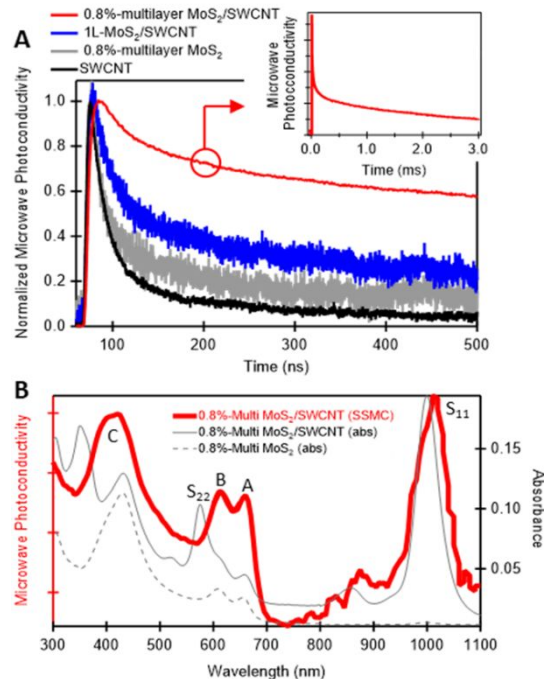 A
0.8%-multilayer MoS₂/SWCNT
1L-MoS₂/SWCNT
0.8%-multilayer MoS₂
SWCNT
Normalized Microwave Photoconductivity
1.0
0.8
0.6
0.4
0.2
0.0
100
200
300
400
500
Time (ns)
Microwave
Photocconductivity
0.0
1.0
2.0
3.0
Time (ms)
B
0.8%-Multi MoS₂/SWCNT (SSMC)
0.8%-Multi MoS₂/SWCNT (abs)
0.8%-Multi MoS₂ (abs)
C
S₂₂
B
A
S₁₁
Microwave Photoconductivity
Absorbance
0.15
0.10
0.05
300
400
500
600
700
800
900
1000
1100
Wavelength (nm)